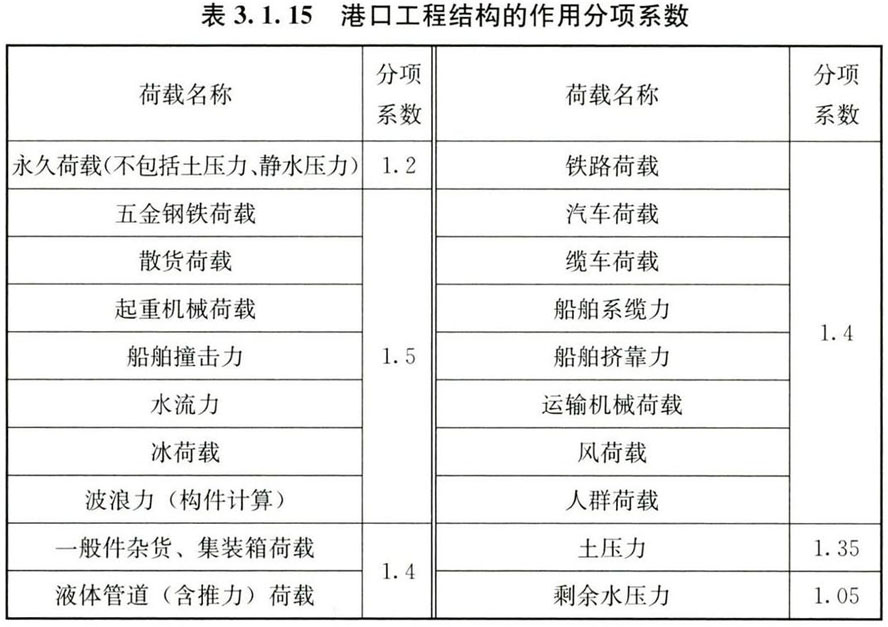 表 3.1.15 港口工程结构的作用分项系数
荷载名称 分项系数 荷载名称 分项系数
永久荷载(不包括土压力、静水压力) 1.2 铁路荷载 1.4
五金钢铁荷载 1.5 汽车荷载
散货荷载 缆车荷载
起重机械荷载 船舶系缆力
船舶撞击力 船舶挤靠力
水流力 运输机械荷载
冰荷载 风荷载
波浪力（构件计算） 人群荷载
一般件杂货、集装箱荷载 1.4 土压力 1.35
液体管道（含推力）荷载 剩余水压力 1.05